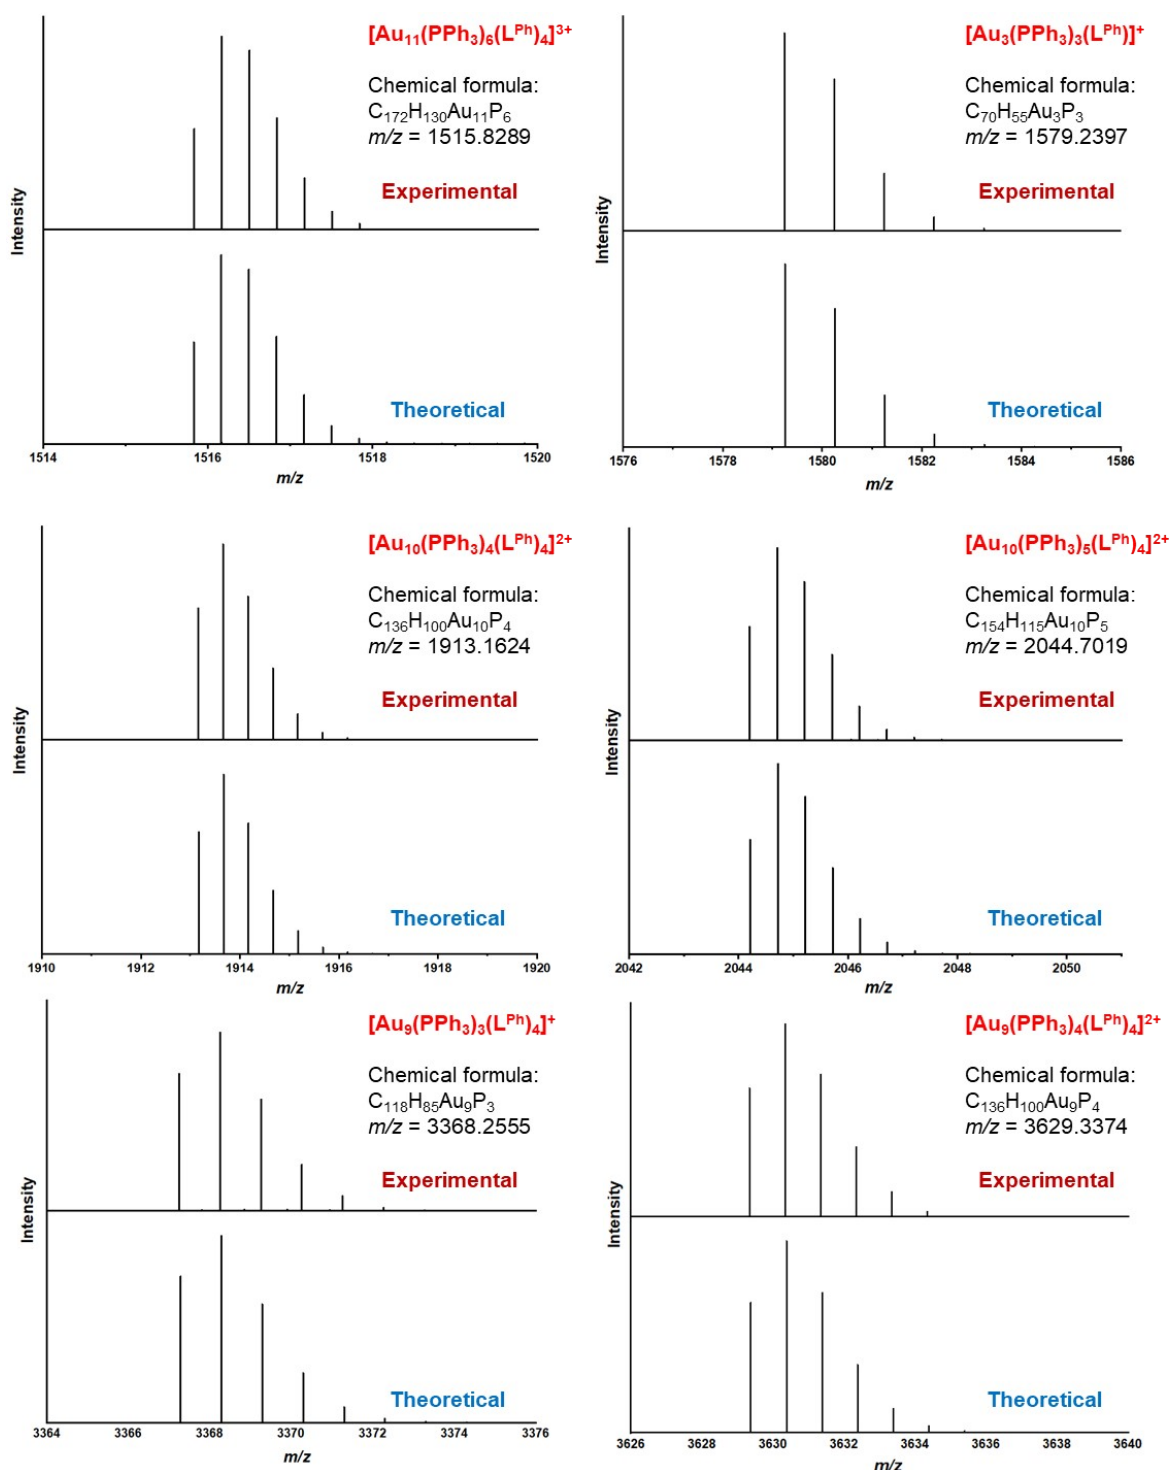 [Au₁₁(PPh₃)₆(Lᴾʰ)₄]³⁺
Chemical formula:
C₁₇₂H₁₃₀Au₁₁P₆
m/z = 1515.8289
Experimental
Intensity
Theoretical
1514 1516 1518 1520
m/z
[Au₃(PPh₃)₃(Lᴾʰ)]⁺
Chemical formula:
C₇₀H₅₅Au₃P₃
m/z = 1579.2397
Experimental
Intensity
Theoretical
1576 1578 1580 1582 1584 1586
m/z
[Au₁₀(PPh₃)₄(Lᴾʰ)₄]²⁺
Chemical formula:
C₁₃₆H₁₀₀Au₁₀P₄
m/z = 1913.1624
Experimental
Intensity
Theoretical
1910 1912 1914 1916 1918 1920
m/z
[Au₁₀(PPh₃)₅(Lᴾʰ)₄]²⁺
Chemical formula:
C₁₅₄H₁₁₅Au₁₀P₅
m/z = 2044.7019
Experimental
Intensity
Theoretical
2042 2044 2046 2048 2050
m/z
[Au₉(PPh₃)₃(Lᴾʰ)₄]⁺
Chemical formula:
C₁₁₈H₈₅Au₉P₃
m/z = 3368.2555
Experimental
Intensity
Theoretical
3364 3366 3368 3370 3372 3374 3376
m/z
[Au₉(PPh₃)₄(Lᴾʰ)₄]²⁺
Chemical formula:
C₁₃₆H₁₀₀Au₉P₄
m/z = 3629.3374
Experimental
Intensity
Theoretical
3626 3628 3630 3632 3634 3636 3638 3640
m/z